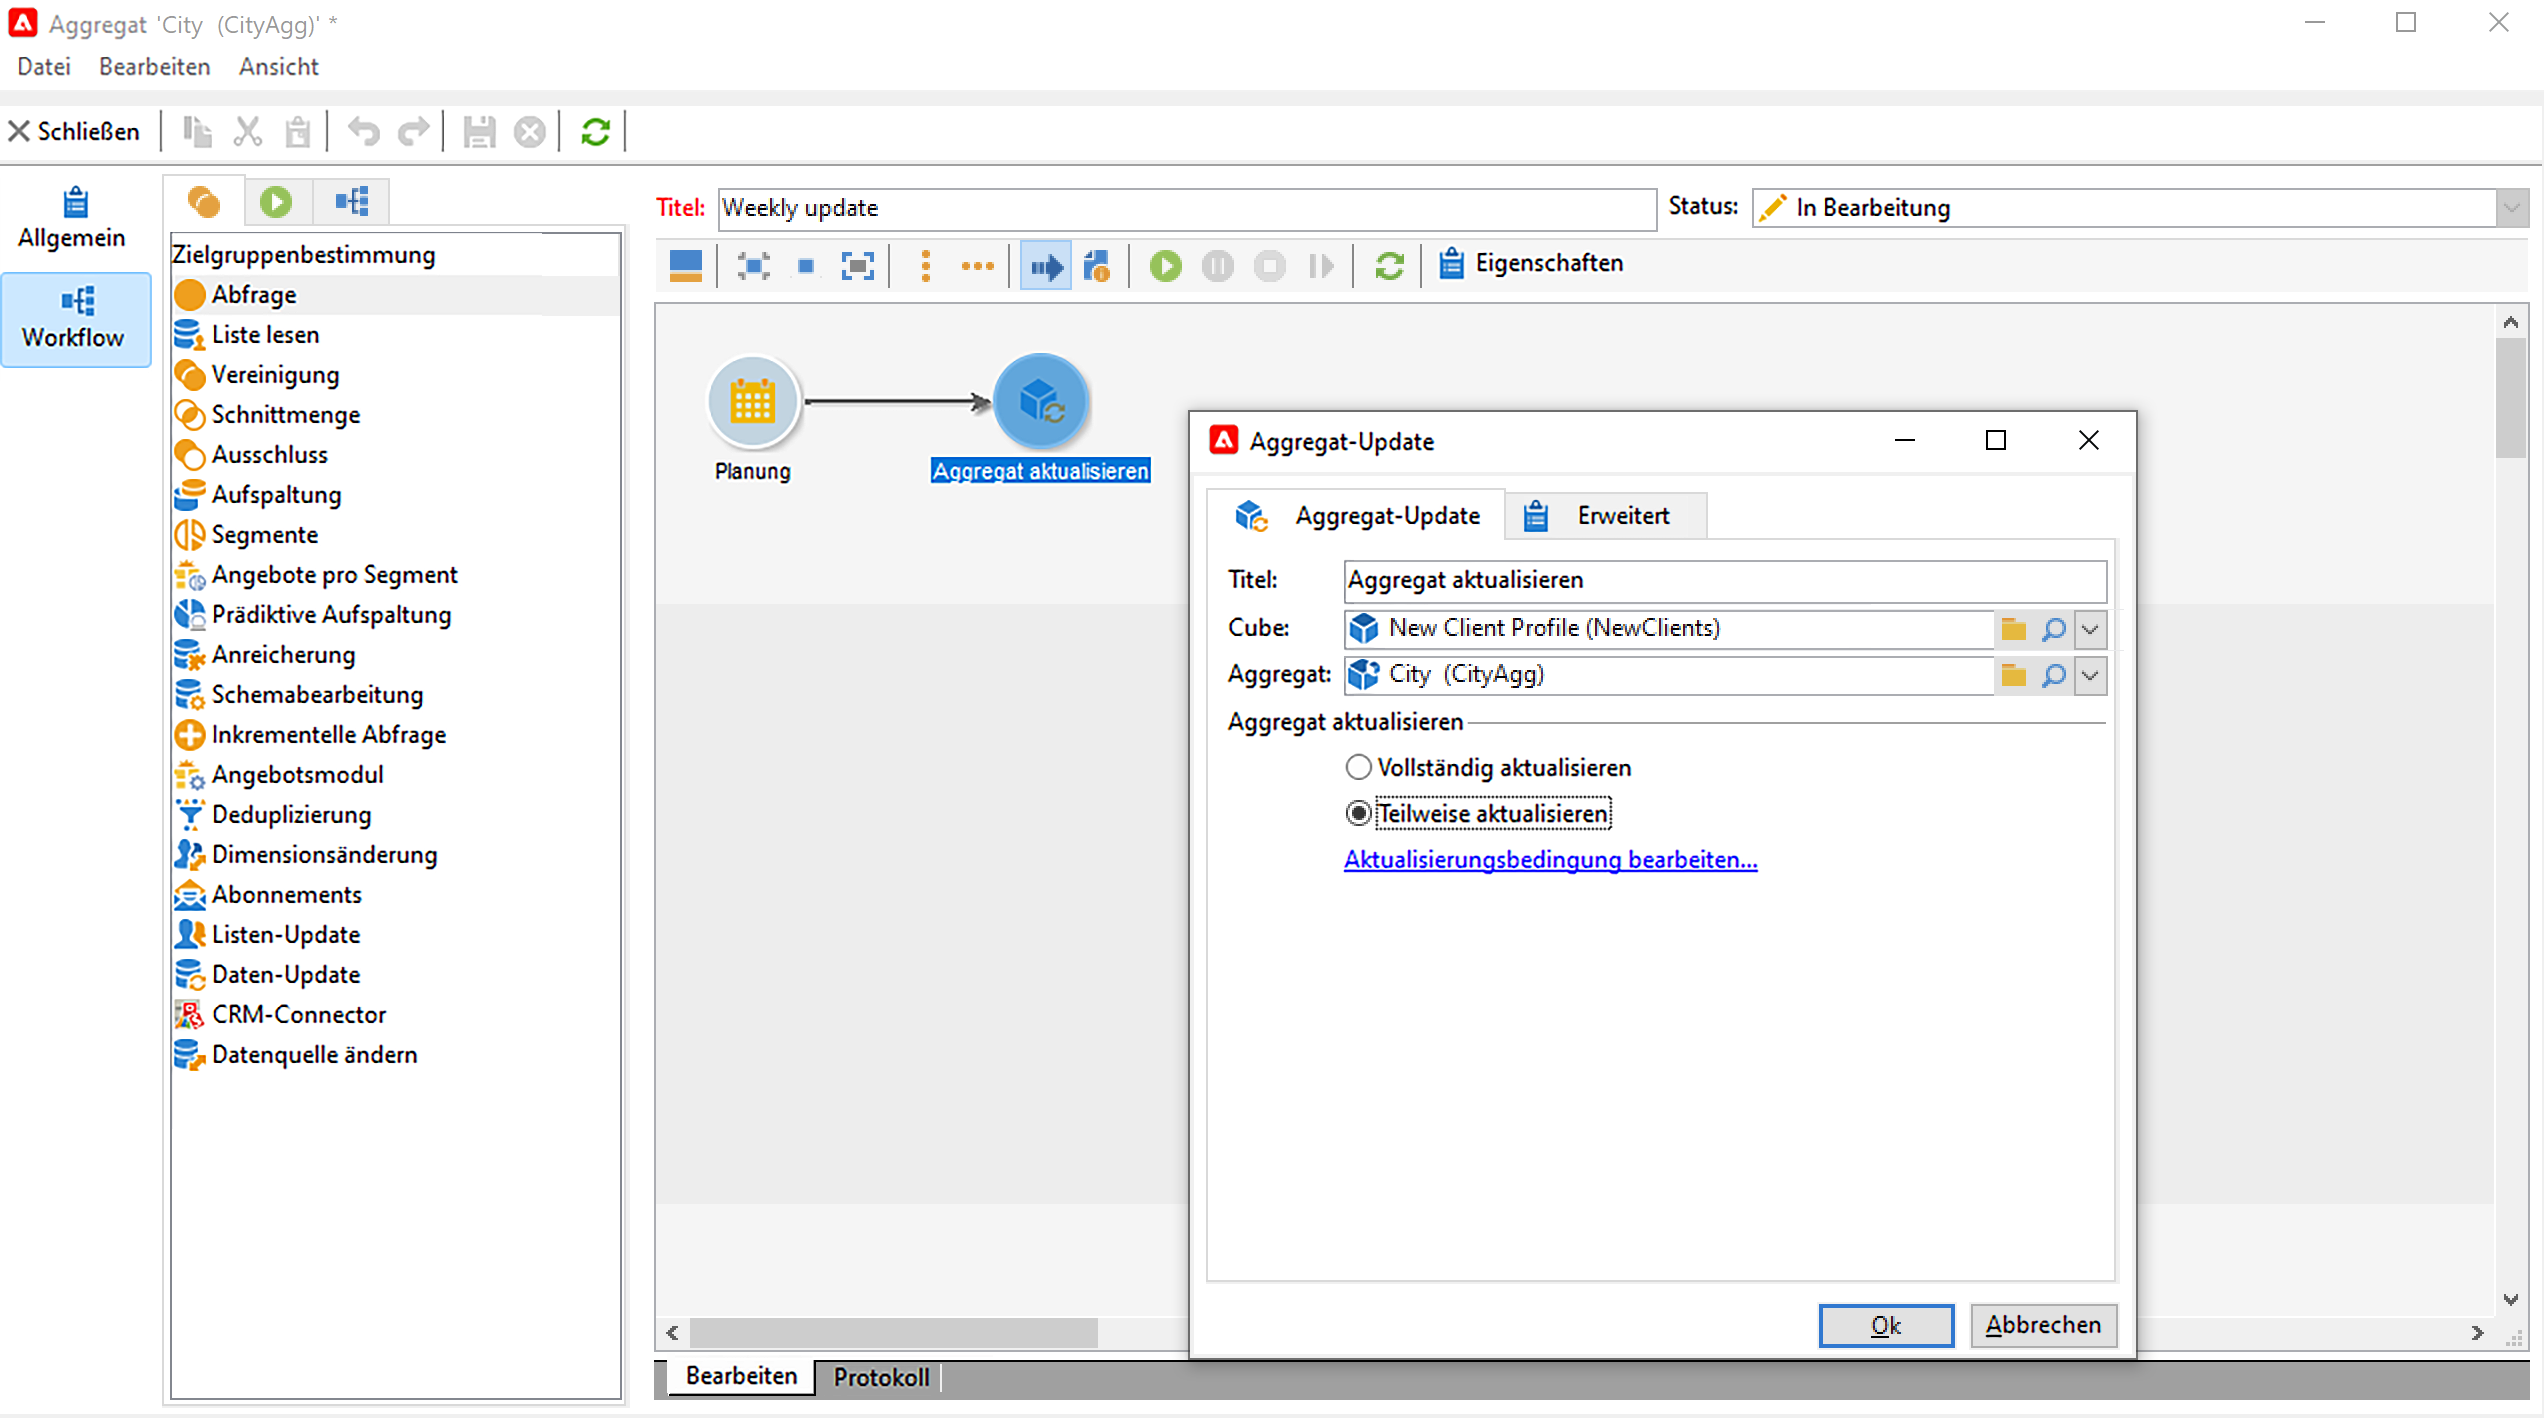 Aggregat 'City (CityAgg)' *
Datei Bearbeiten Ansicht
Schließen
Allgemein
Workflow
Zielgruppenbestimmung
Abfrage
Liste lesen
Vereinigung
Schnittmenge
Ausschluss
Aufspaltung
Segmente
Angebote pro Segment
Prädiktive Aufspaltung
Anreicherung
Schemabearbeitung
Inkrementelle Abfrage
Angebotsmodul
Deduplizierung
Dimensionsänderung
Abonnements
Listen-Update
Daten-Update
CRM-Connector
Datenquelle ändern
Titel: Weekly update Status: In Bearbeitung
Eigenschaften
Planung
Aggregat aktualisieren
Aggregat-Update
Aggregat-Update Erweitert
Titel: Aggregat aktualisieren
Cube: New Client Profile (NewClients)
Aggregat: City (CityAgg)
Aggregat aktualisieren
Vollständig aktualisieren
Teilweise aktualisieren
Aktualisierungsbedingung bearbeiten...
Ok Abbrechen
Bearbeiten Protokoll